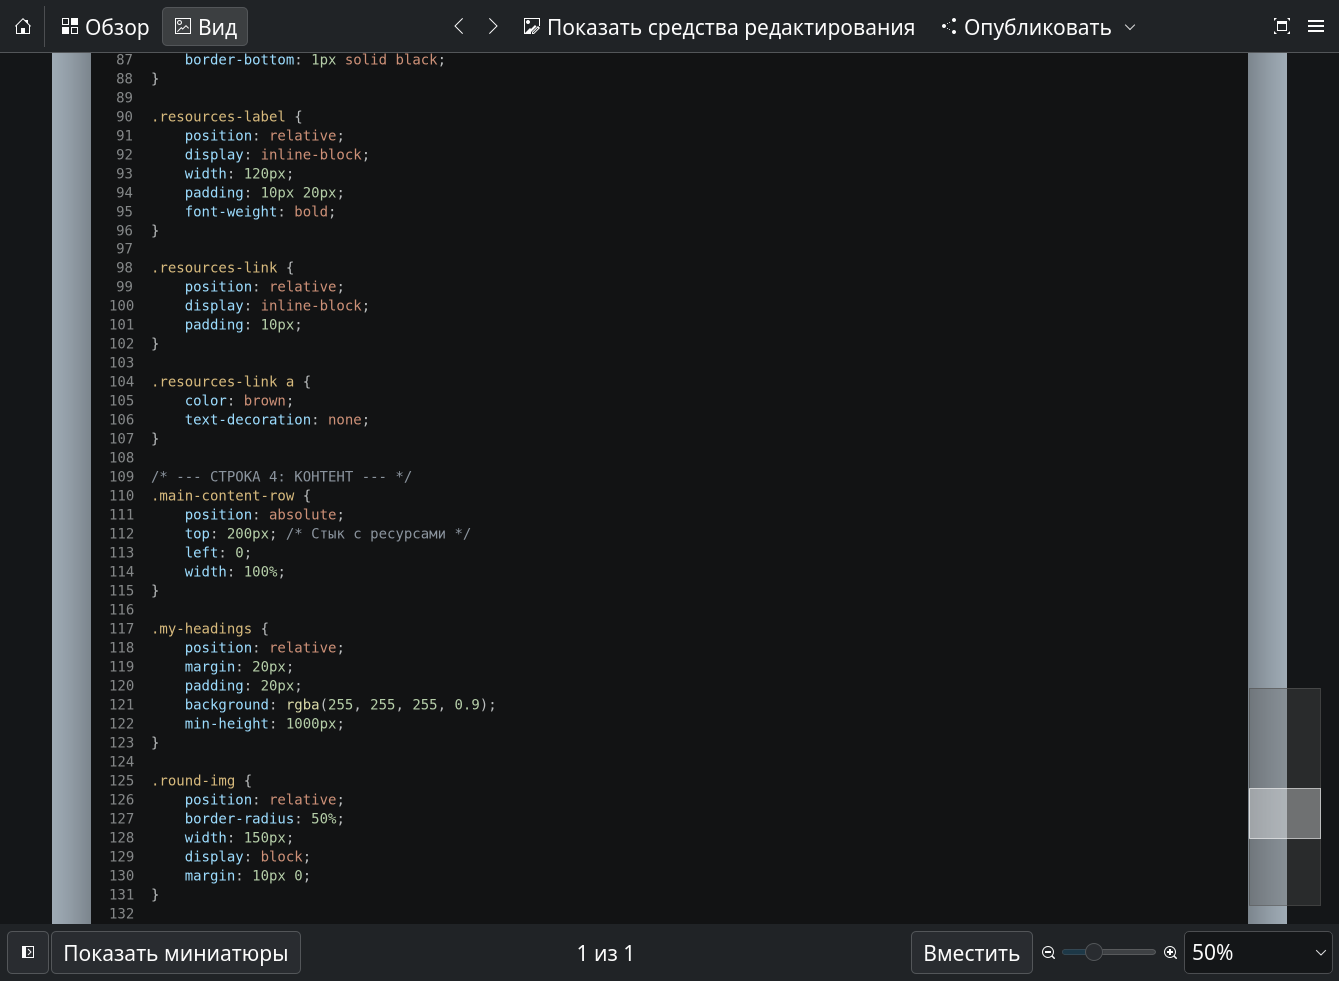 Обзор Вид Показать средства редактирования Опубликовать
87     border-bottom: 1px solid black;
88 }
89
90 .resources-label {
91     position: relative;
92     display: inline-block;
93     width: 120px;
94     padding: 10px 20px;
95     font-weight: bold;
96 }
97
98 .resources-link {
99     position: relative;
100     display: inline-block;
101     padding: 10px;
102 }
103
104 .resources-link a {
105     color: brown;
106     text-decoration: none;
107 }
108
109 /* --- СТРОКА 4: КОНТЕНТ --- */
110 .main-content-row {
111     position: absolute;
112     top: 200px; /* Стык с ресурсами */
113     left: 0;
114     width: 100%;
115 }
116
117 .my-headings {
118     position: relative;
119     margin: 20px;
120     padding: 20px;
121     background: rgba(255, 255, 255, 0.9);
122     min-height: 1000px;
123 }
124
125 .round-img {
126     position: relative;
127     border-radius: 50%;
128     width: 150px;
129     display: block;
130     margin: 10px 0;
131 }
132
Показать миниатюры 1 из 1 Вместить 50%